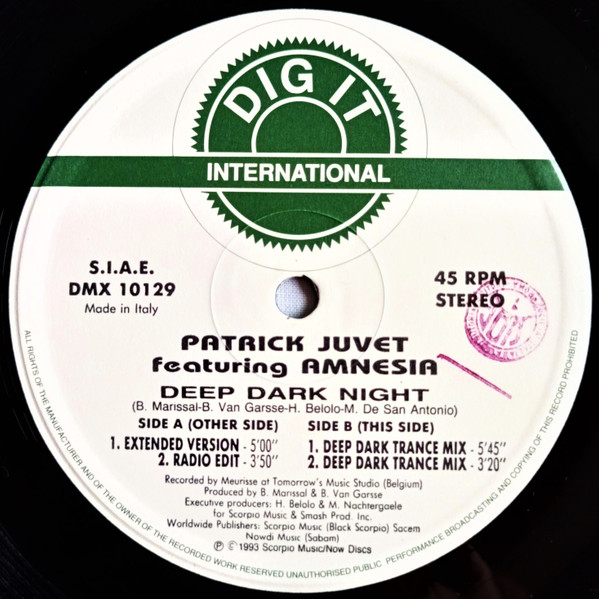 DIG IT
INTERNATIONAL
S.I.A.E.
DMX 10129
Made in Italy
45 RPM
STEREO
PATRICK JUVET
featuring AMNESIA
DEEP DARK NIGHT
(B. Marissal-B. Van Garsse-H. Belolo-M. De San Antonio)
SIDE A (OTHER SIDE)
1. EXTENDED VERSION - 5'00"
2. RADIO EDIT - 3'50"
SIDE B (THIS SIDE)
1. DEEP DARK TRANCE MIX - 5'45"
2. DEEP DARK TRANCE MIX - 3'20"
Recorded by Meurisse at Tomorrow's Music Studio (Belgium)
Produced by B. Marissal & B. Van Garsse
Executive producers: H. Belolo & M. Nachtergaele
for Scorpio Music & Smash Prod. Inc.
Worldwide Publishers: Scorpio Music (Black Scorpio) Sacem
Nowdi Music (Sabam)
℗ © 1993 Scorpio Music/Now Discs
ALL RIGHTS OF THE MANUFACTURER AND OF THE OWNER OF THE RECORDED WORK RESERVED UNAUTHORISED PUBLIC PERFORMANCE BROADCASTING AND COPYING OF THIS RECORD PROHIBITED